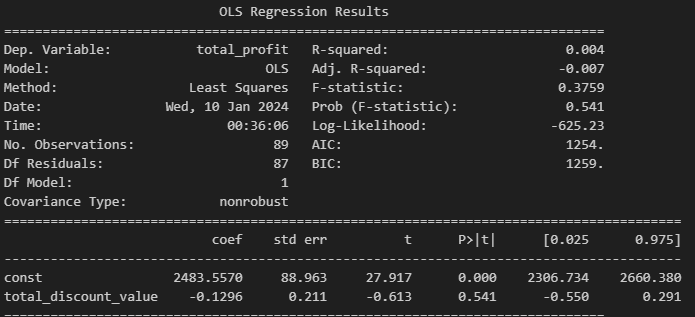 OLS Regression Results
==============================================================================
Dep. Variable:           total_profit   R-squared:                       0.004
Model:                            OLS   Adj. R-squared:                 -0.007
Method:                 Least Squares   F-statistic:                    0.3759
Date:                Wed, 10 Jan 2024   Prob (F-statistic):              0.541
Time:                        00:36:06   Log-Likelihood:                -625.23
No. Observations:                  89   AIC:                             1254.
Df Residuals:                      87   BIC:                             1259.
Df Model:                           1
Covariance Type:            nonrobust
========================================================================================
                           coef    std err          t      P>|t|      [0.025      0.975]
----------------------------------------------------------------------------------------
const                 2483.5570     88.963     27.917      0.000    2306.734    2660.380
total_discount_value    -0.1296      0.211     -0.613      0.541      -0.550       0.291
==============================================================================